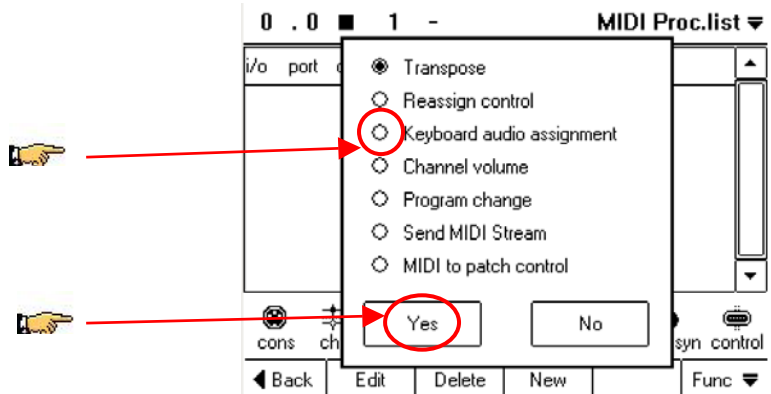 0 . 0 ■ 1 - MIDI Proc.list
i/o port
Transpose
Reassign control
Keyboard audio assignment
Channel volume
Program change
Send MIDI Stream
MIDI to patch control
Yes No
cons ch syn control
Back Edit Delete New Func